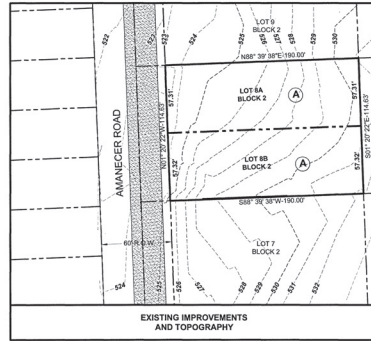 LOT 9
BLOCK 2
522
523
523
524
525
526
527
528
529
530
N88° 39' 38"E-190.00'
LOT 8A
BLOCK 2
A
57.31'
57.31'
AMANECER ROAD
N01° 20' 22"W-114.63'
S01° 20' 22"E-114.63'
LOT 8B
BLOCK 2
A
57.32'
57.32'
S88° 39' 38"W-190.00'
60' R.O.W.
LOT 7
BLOCK 2
524
525
526
527
528
529
530
531
532
EXISTING IMPROVEMENTS
AND TOPOGRAPHY